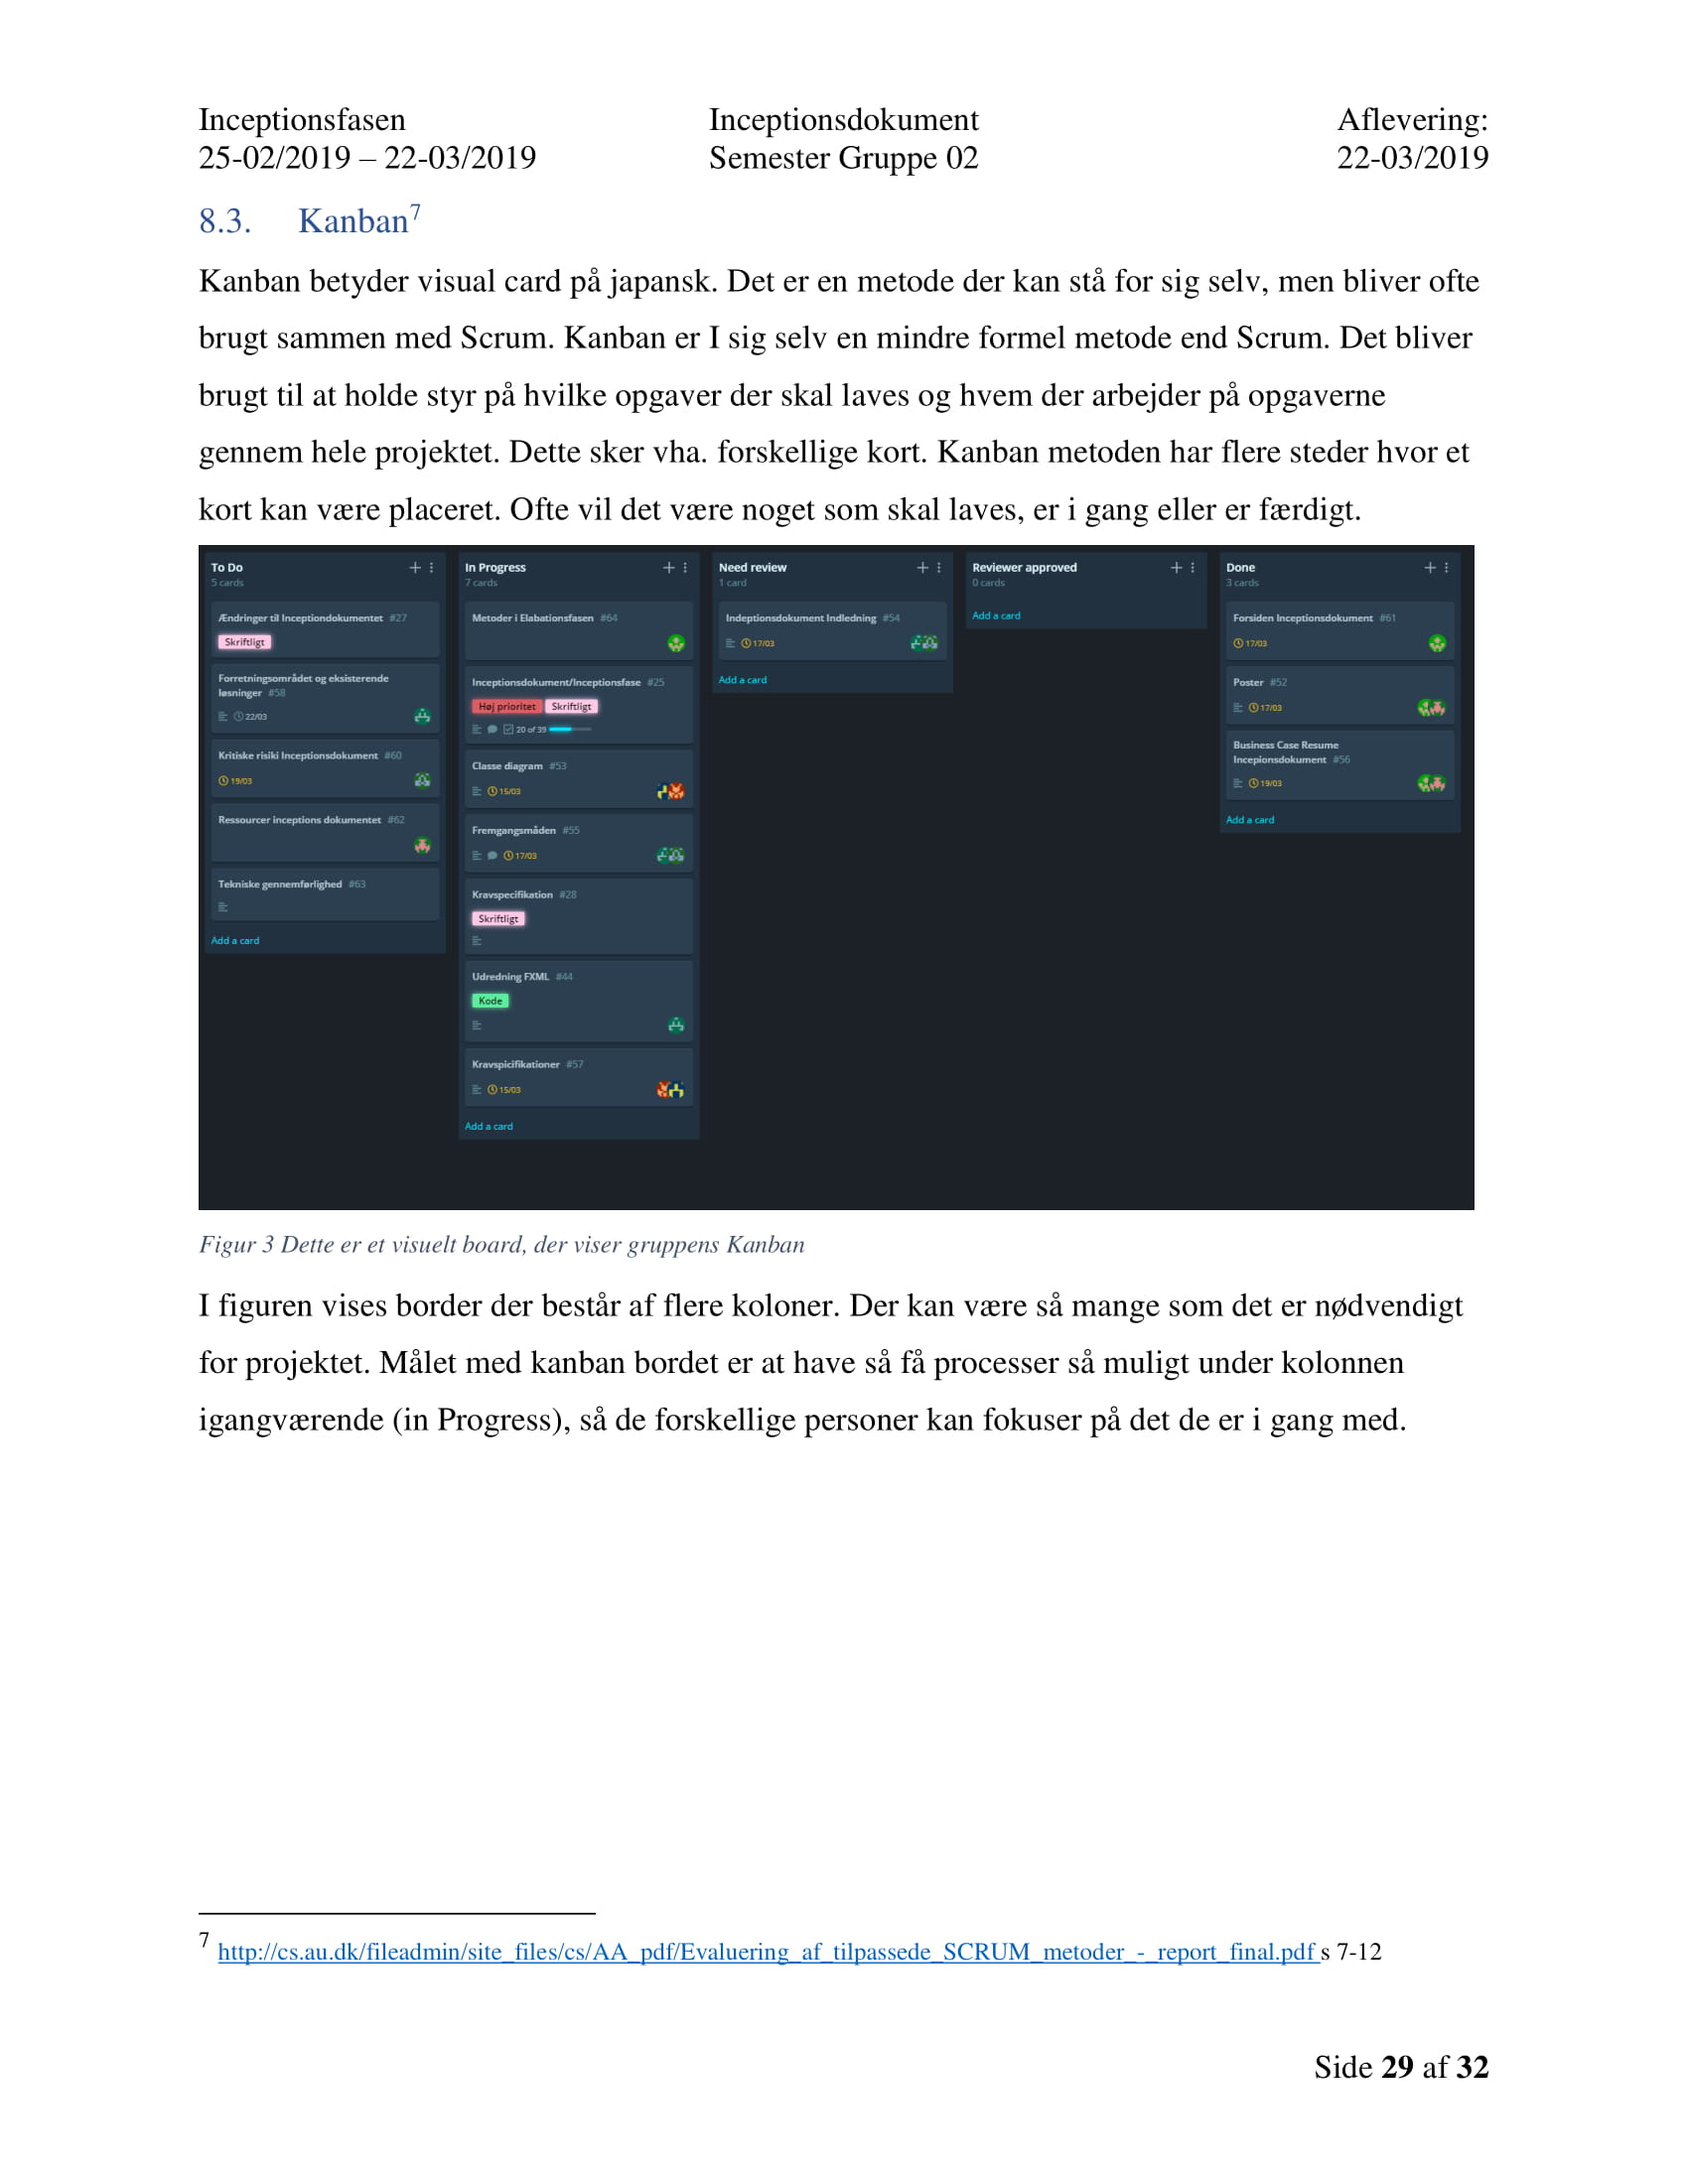 Inceptionsfasen Inceptionsdokument Aflevering:
25-02/2019 – 22-03/2019 Semester Gruppe 02 22-03/2019
8.3. Kanban7
Kanban betyder visual card på japansk. Det er en metode der kan stå for sig selv, men bliver ofte
brugt sammen med Scrum. Kanban er I sig selv en mindre formel metode end Scrum. Det bliver
brugt til at holde styr på hvilke opgaver der skal laves og hvem der arbejder på opgaverne
gennem hele projektet. Dette sker vha. forskellige kort. Kanban metoden har flere steder hvor et
kort kan være placeret. Ofte vil det være noget som skal laves, er i gang eller er færdigt.
To Do
5 cards
Ændringer til Inceptiondokumentet #27
Skriftligt
Forretningsområdet og eksisterende
løsninger #58
22/03
Kritiske risiki Inceptionsdokument #60
19/03
Ressourcer inceptions dokumentet #62
Tekniske gennemførlighed #63
Add a card
In Progress
7 cards
Metoder i Elabationsfasen #64
Inceptionsdokument/Inceptionsfase #25
Høj prioritet Skriftligt
20 of 39
Classe diagram #53
15/03
Fremgangsmåden #55
17/03
Kravspecifikation #28
Skriftligt
Udredning FXML #44
Kode
Kravspicifikationer #57
15/03
Add a card
Need review
1 card
Indeptionsdokument Indledning #54
17/03
Add a card
Reviewer approved
0 cards
Add a card
Done
3 cards
Forsiden Inceptionsdokument #61
17/03
Poster #52
17/03
Business Case Resume
Incepionsdokument #56
19/03
Add a card
Figur 3 Dette er et visuelt board, der viser gruppens Kanban
I figuren vises border der består af flere koloner. Der kan være så mange som det er nødvendigt
for projektet. Målet med kanban bordet er at have så få processer så muligt under kolonnen
igangværende (in Progress), så de forskellige personer kan fokuser på det de er i gang med.
7 http://cs.au.dk/fileadmin/site_files/cs/AA_pdf/Evaluering_af_tilpassede_SCRUM_metoder_-_report_final.pdf s 7-12
Side 29 af 32